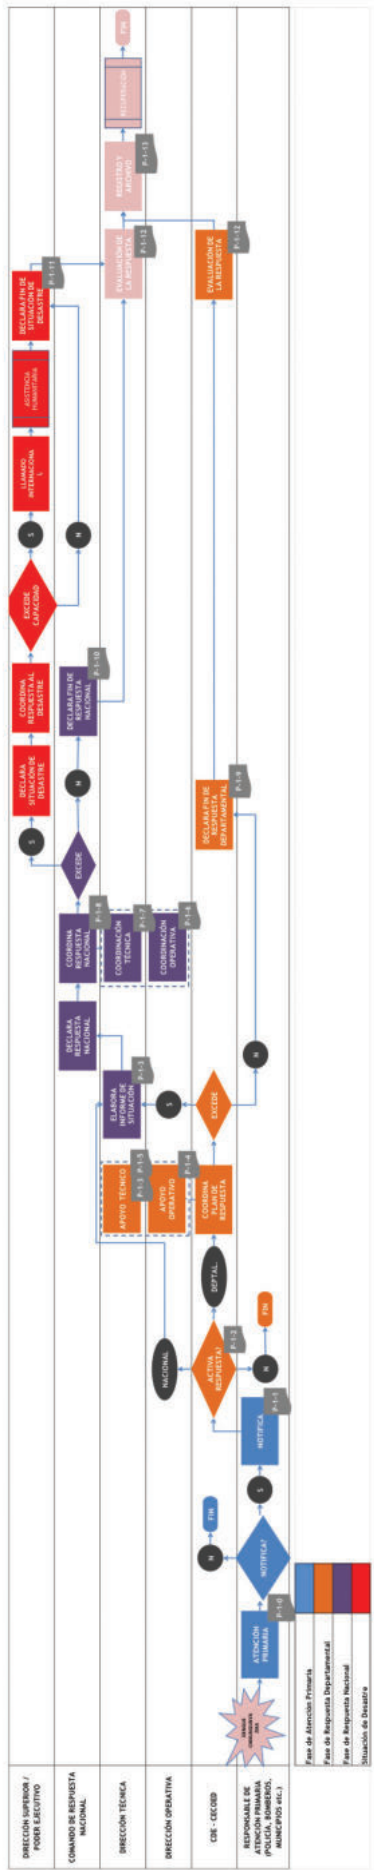 DIRECCIÓN SUPERIOR /
PODER EJECUTIVO
DECLARA
SITUACIÓN DE
DESASTRE
COORDINA
RESPUESTA AL
DESASTRE
EXCEDE
CAPACIDAD
S
S
LLAMADO
INTERNACIONA
L
ASISTENCIA
HUMANITARIA
DECLARA FIN DE
SITUACIÓN DE
DESASTRE
P-1-11
COMANDO DE RESPUESTA
NACIONAL
DECLARA
RESPUESTA
NACIONAL
COORDINA
RESPUESTA
NACIONAL
P-1-8
EXCEDE
N
DECLARA FIN DE
RESPUESTA
NACIONAL
P-1-10
N
DIRECCIÓN TÉCNICA
APOYO TÉCNICO
P-1-3 P-1-5
ELABORA
INFORME DE
SITUACIÓN
P-1-3
COORDINACIÓN
TÉCNICA
P-1-7
EVALUACIÓN DE
LA RESPUESTA
P-1-12
REGISTRO Y
ARCHIVO
P-1-13
RECUPERACIÓN
FIN
DIRECCIÓN OPERATIVA
NACIONAL
APOYO
OPERATIVO
P-1-4
S
COORDINACIÓN
OPERATIVA
P-1-6
CDE - CECOED
N
FIN
ACTIVA
RESPUESTA?
P-1-2
DEPTAL.
COORDINA
PLAN DE
RESPUESTA
EXCEDE
DECLARA FIN DE
RESPUESTA
DEPARTAMENTAL
P-1-9
EVALUACIÓN DE
LA RESPUESTA
P-1-12
RESPONSABLE DE
ATENCIÓN PRIMARIA
(POLICÍA, BOMBEROS,
MUNICIPIOS etc.)
ATENCIÓN
PRIMARIA
P-1-0
NOTIFICA?
S
NOTIFICA
P-1-1
N
FIN
N
Fase de Atención Primaria
Fase de Respuesta Departamental
Fase de Respuesta Nacional
Situación de Desastre